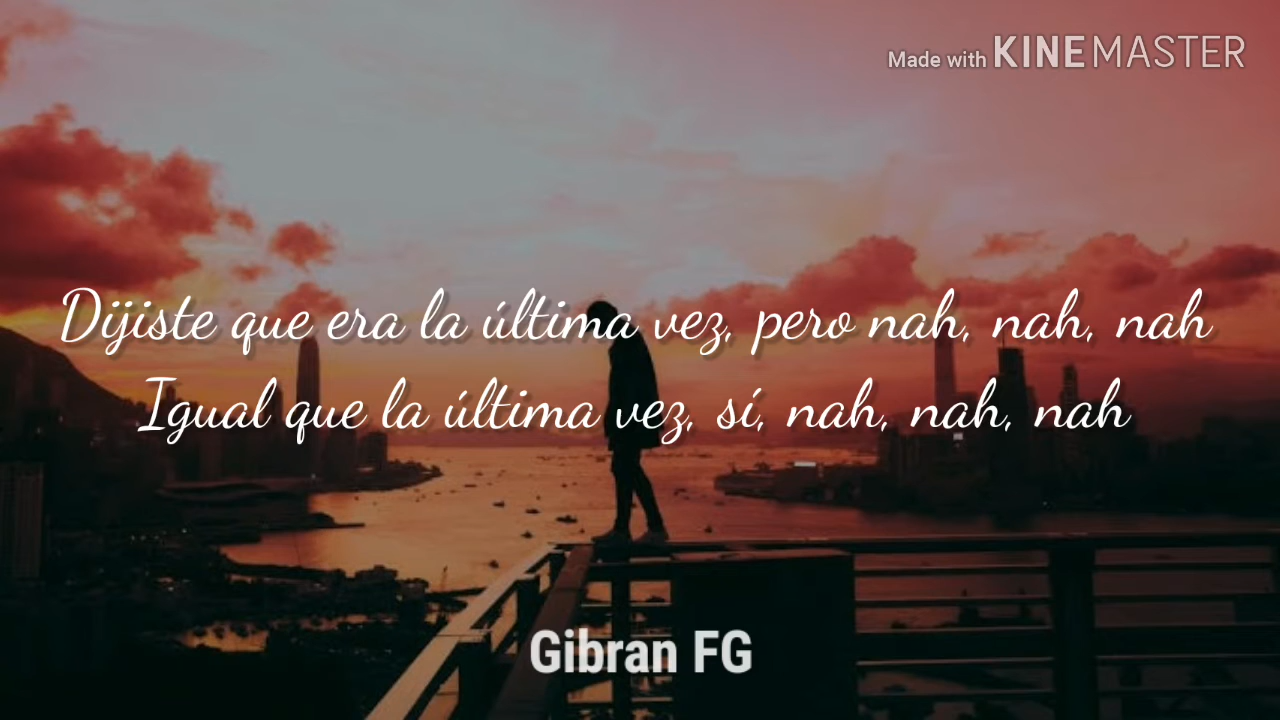 Made with KINEMASTER
Dijiste que era la última vez, pero nah, nah, nah
Igual que la última vez, sí, nah, nah, nah
Gibran FG